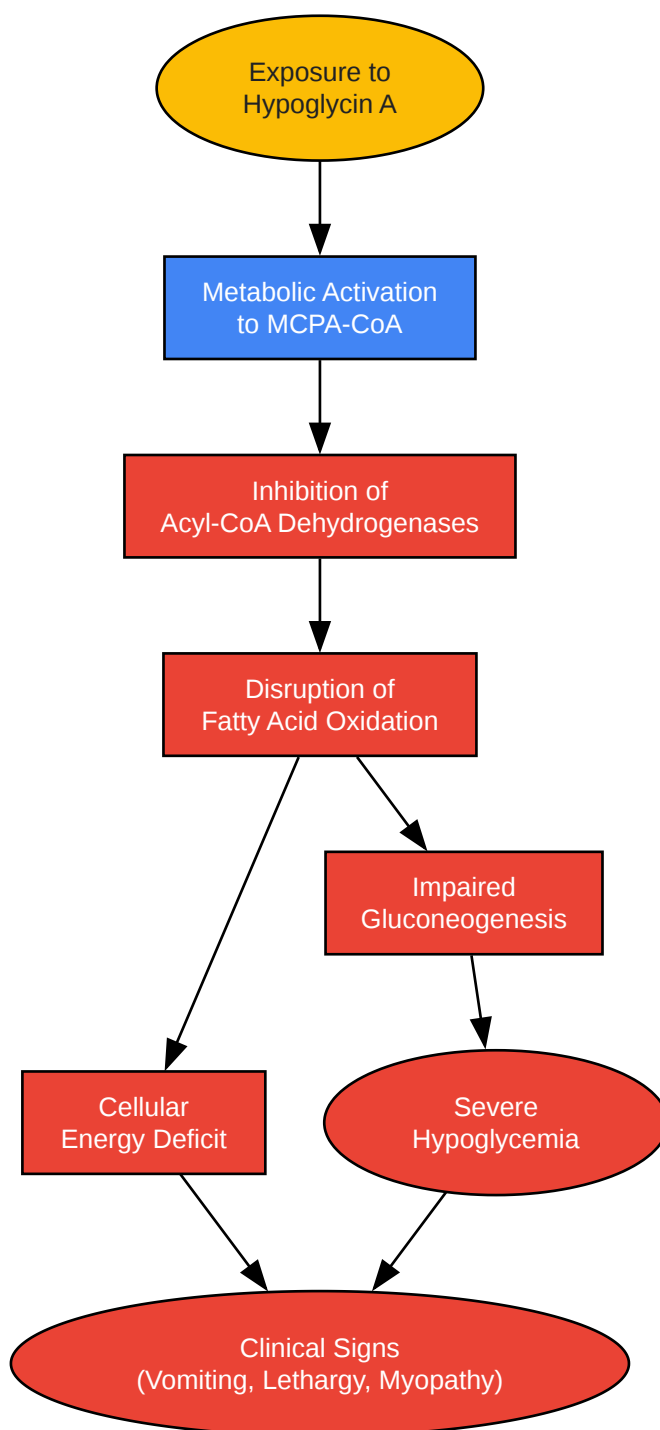 Exposure to
Hypoglycin A
Metabolic Activation
to MCPA-CoA
Inhibition of
Acyl-CoA Dehydrogenases
Disruption of
Fatty Acid Oxidation
Impaired
Gluconeogenesis
Cellular
Energy Deficit
Severe
Hypoglycemia
Clinical Signs
(Vomiting, Lethargy, Myopathy)